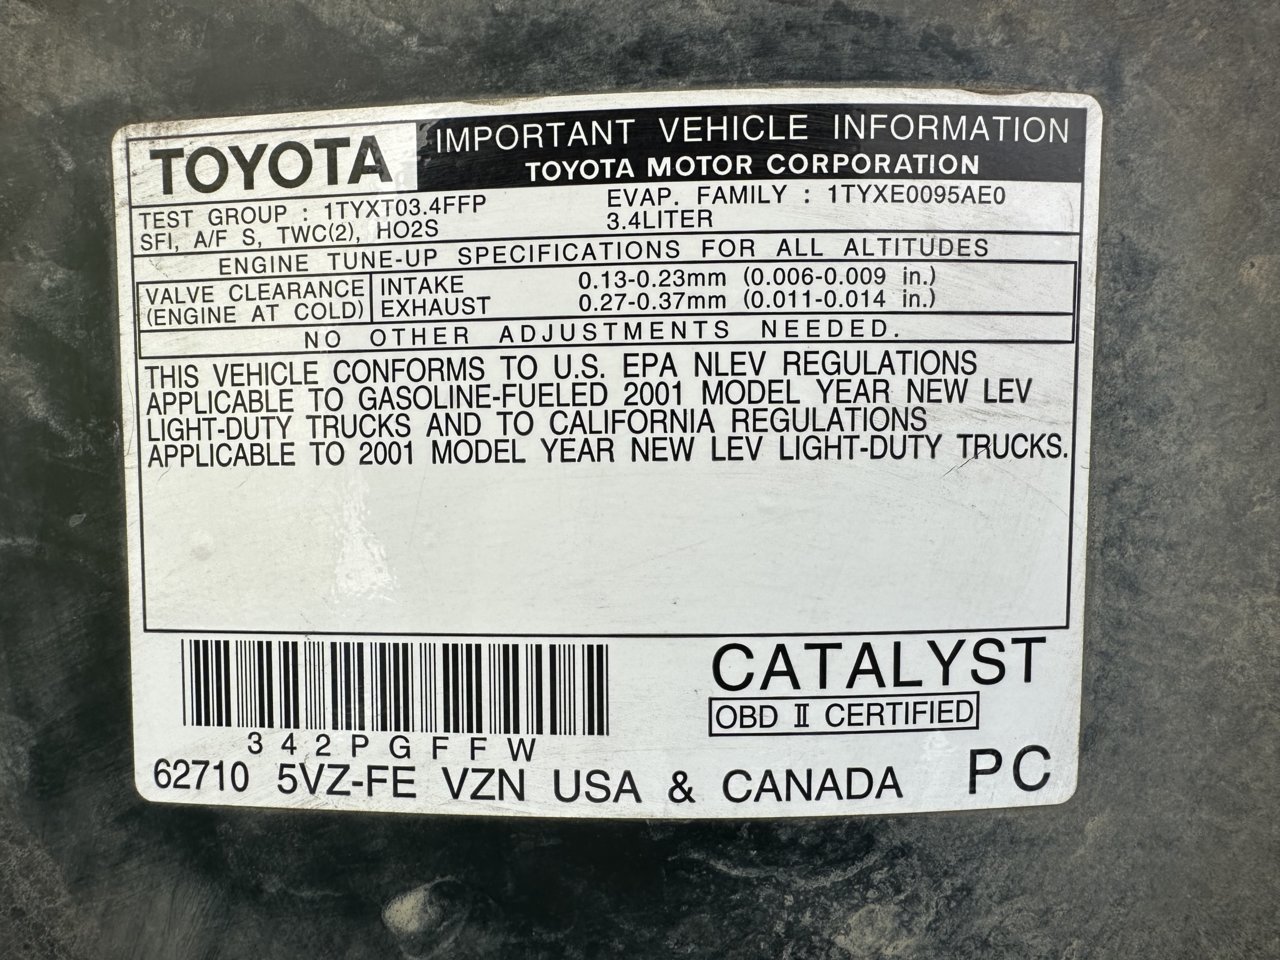 TOYOTA IMPORTANT VEHICLE INFORMATION
TOYOTA MOTOR CORPORATION
TEST GROUP : 1TYXT03.4FFP EVAP. FAMILY : 1TYXE0095AE0
SFI, A/F S, TWC(2), HO2S 3.4LITER
ENGINE TUNE-UP SPECIFICATIONS FOR ALL ALTITUDES
VALVE CLEARANCE INTAKE 0.13-0.23mm (0.006-0.009 in.)
(ENGINE AT COLD) EXHAUST 0.27-0.37mm (0.011-0.014 in.)
NO OTHER ADJUSTMENTS NEEDED.
THIS VEHICLE CONFORMS TO U.S. EPA NLEV REGULATIONS
APPLICABLE TO GASOLINE-FUELED 2001 MODEL YEAR NEW LEV
LIGHT-DUTY TRUCKS AND TO CALIFORNIA REGULATIONS
APPLICABLE TO 2001 MODEL YEAR NEW LEV LIGHT-DUTY TRUCKS.
CATALYST
OBD II CERTIFIED
342PGFFW
62710 5VZ-FE VZN USA & CANADA PC